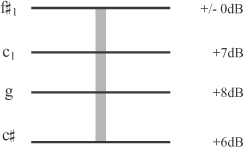 f♯₁ +/- 0dB
c₁ +7dB
g +8dB
c♯ +6dB